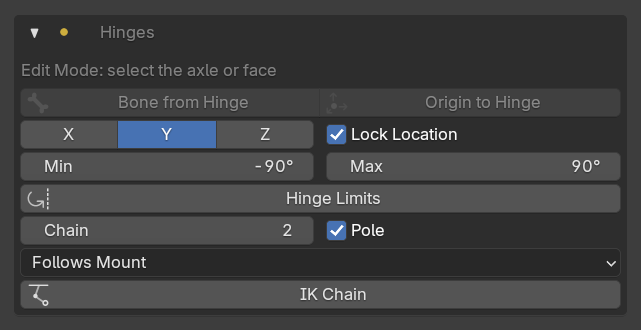 Hinges
Edit Mode: select the axle or face
Bone from Hinge Origin to Hinge
X Y Z Lock Location
Min -90° Max 90°
Hinge Limits
Chain 2 Pole
Follows Mount
IK Chain